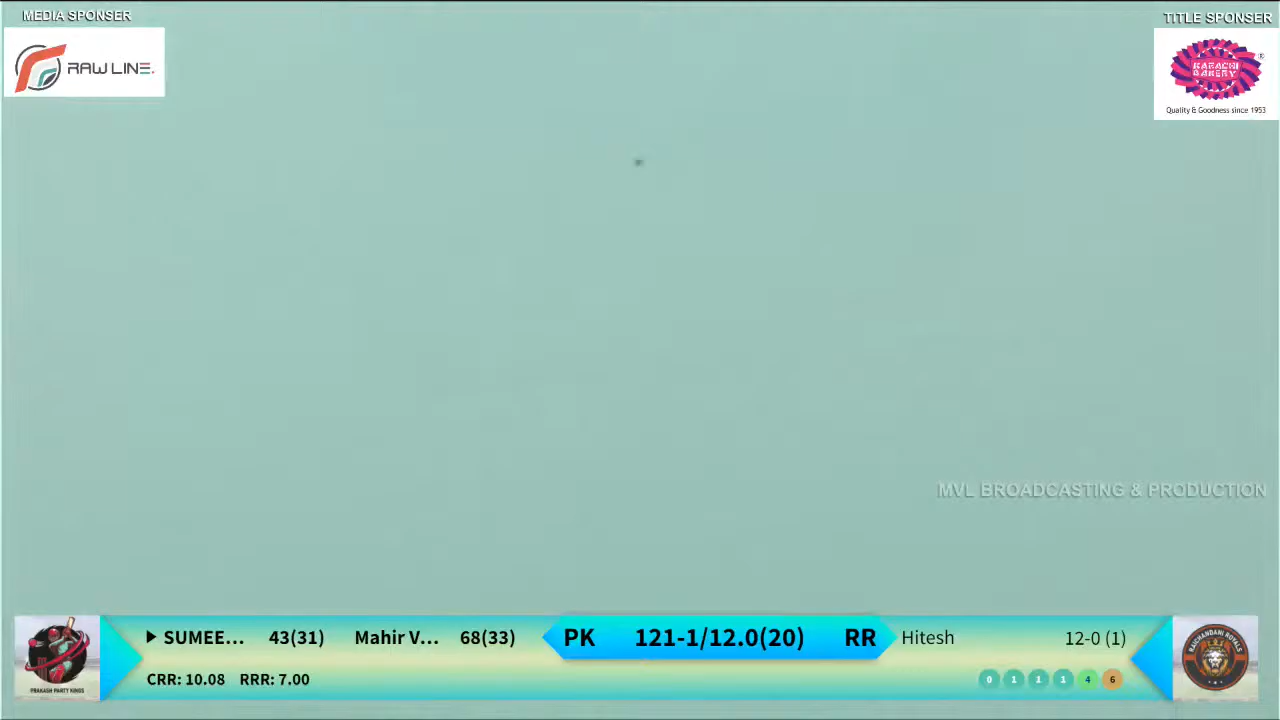 MEDIA SPONSER
RAW LINE.
TITLE SPONSER
KARACHI
BAKERY
®
Quality & Goodness since 1953
MVL BROADCASTING & PRODUCTION
SUMEE... 43(31) Mahir V... 68(33) PK 121-1/12.0(20) RR Hitesh 12-0 (1)
CRR: 10.08 RRR: 7.00 0 1 1 1 4 6
PRAKASH PARTY KINGS
RAICHANDANI ROYALS